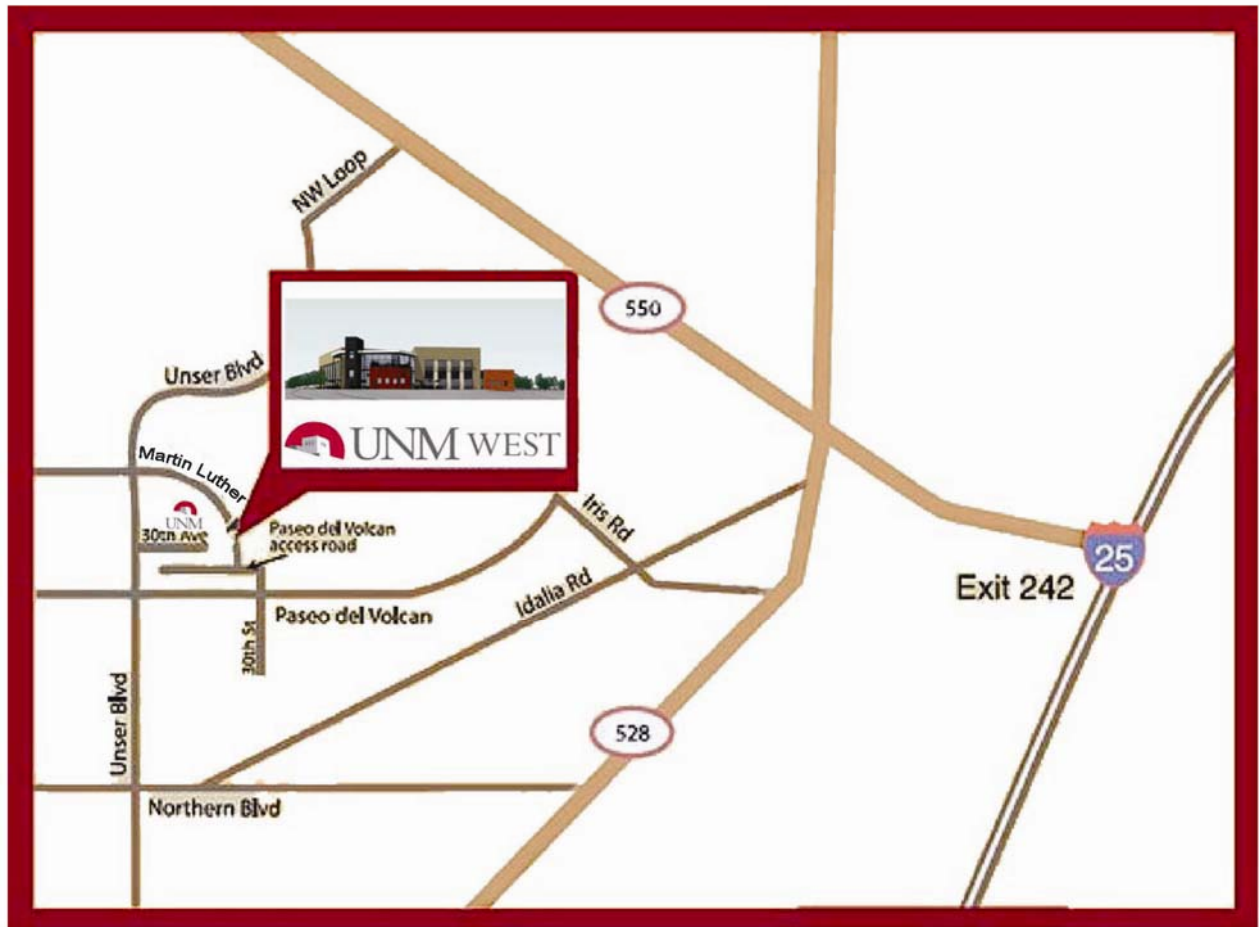 NW Loop
550
UNM WEST
Unser Blvd
Martin Luther
UNM
30th Ave
Paseo del Volcan
access road
Iris Rd
Idalia Rd
25
Exit 242
Paseo del Volcan
30th St
Unser Blvd
528
Northern Blvd